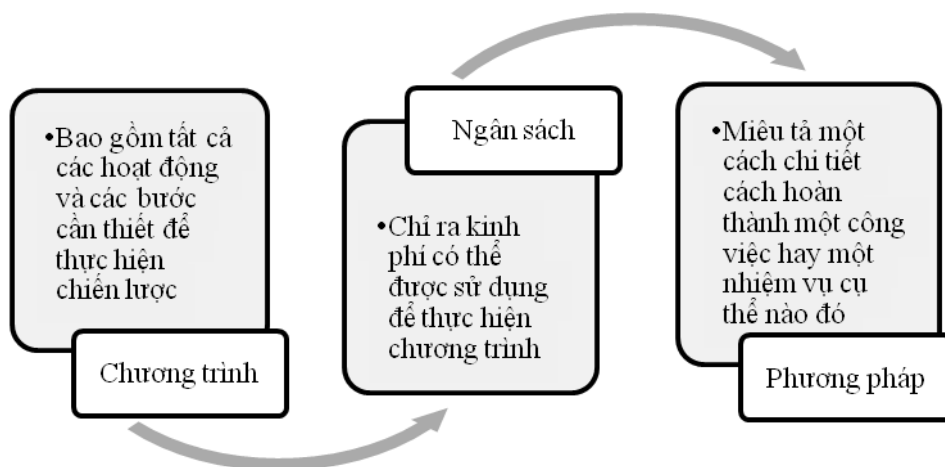 •Bao gồm tất cả
các hoạt động
và các bước
cần thiết để
thực hiện
chiến lược
Chương trình
Ngân sách
•Chỉ ra kinh
phí có thể
được sử dụng
để thực hiện
chương trình
•Miêu tả một
cách chi tiết
cách hoàn
thành một công
việc hay một
nhiệm vụ cụ
thể nào đó
Phương pháp